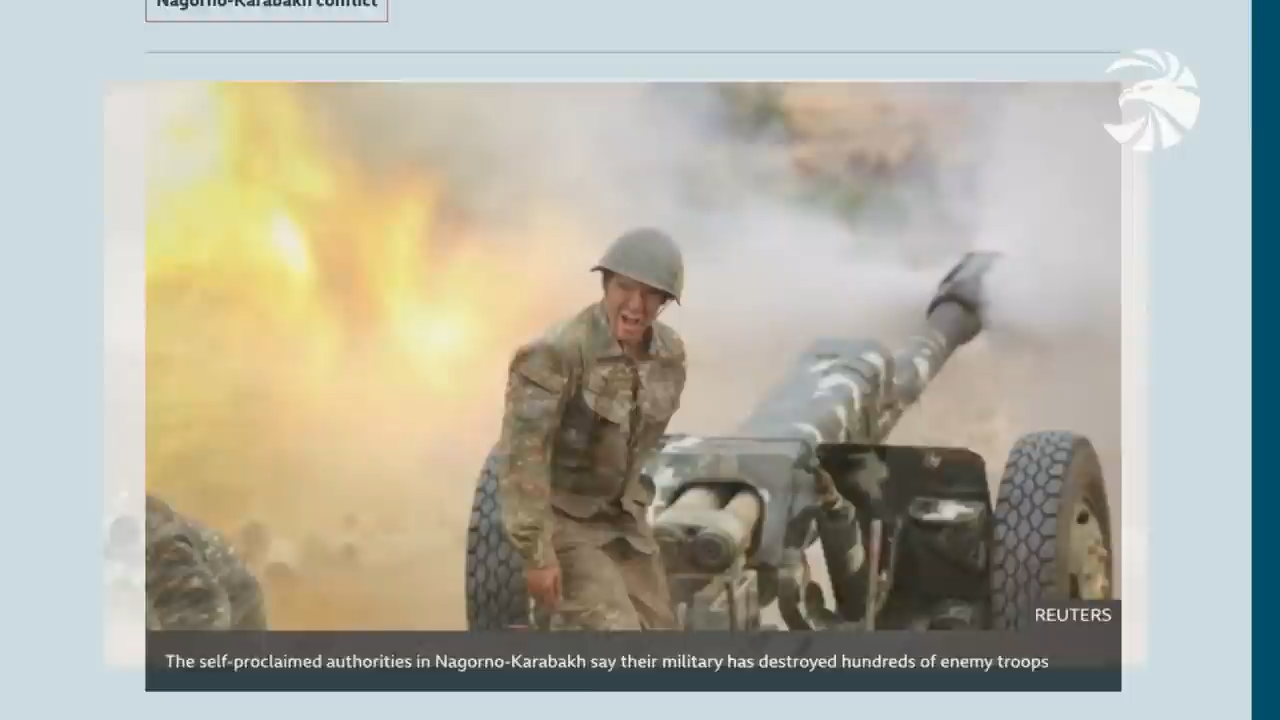 Nagorno-Karabakh conflict
REUTERS
The self-proclaimed authorities in Nagorno-Karabakh say their military has destroyed hundreds of enemy troops